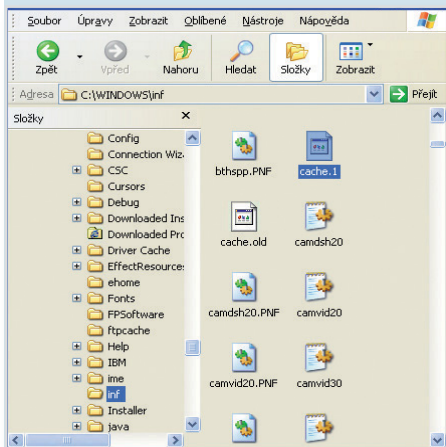 Soubor Úpravy Zobrazit Oblíbené Nástroje Nápověda
Zpět Vpřed Nahoru Hledat Složky Zobrazit
Adresa C:\WINDOWS\inf Přejít
Složky
Config
Connection Wiz
CSC
Cursors
Debug
Downloaded Ins
Downloaded Prc
Driver Cache
EffectResources
ehome
Fonts
FPSoftware
ftpcache
Help
IBM
ime
inf
Installer
java
bthspp.PNF cache.1
cache.old camdsh20
camdsh20.PNF camvid20
camvid20.PNF camvid30